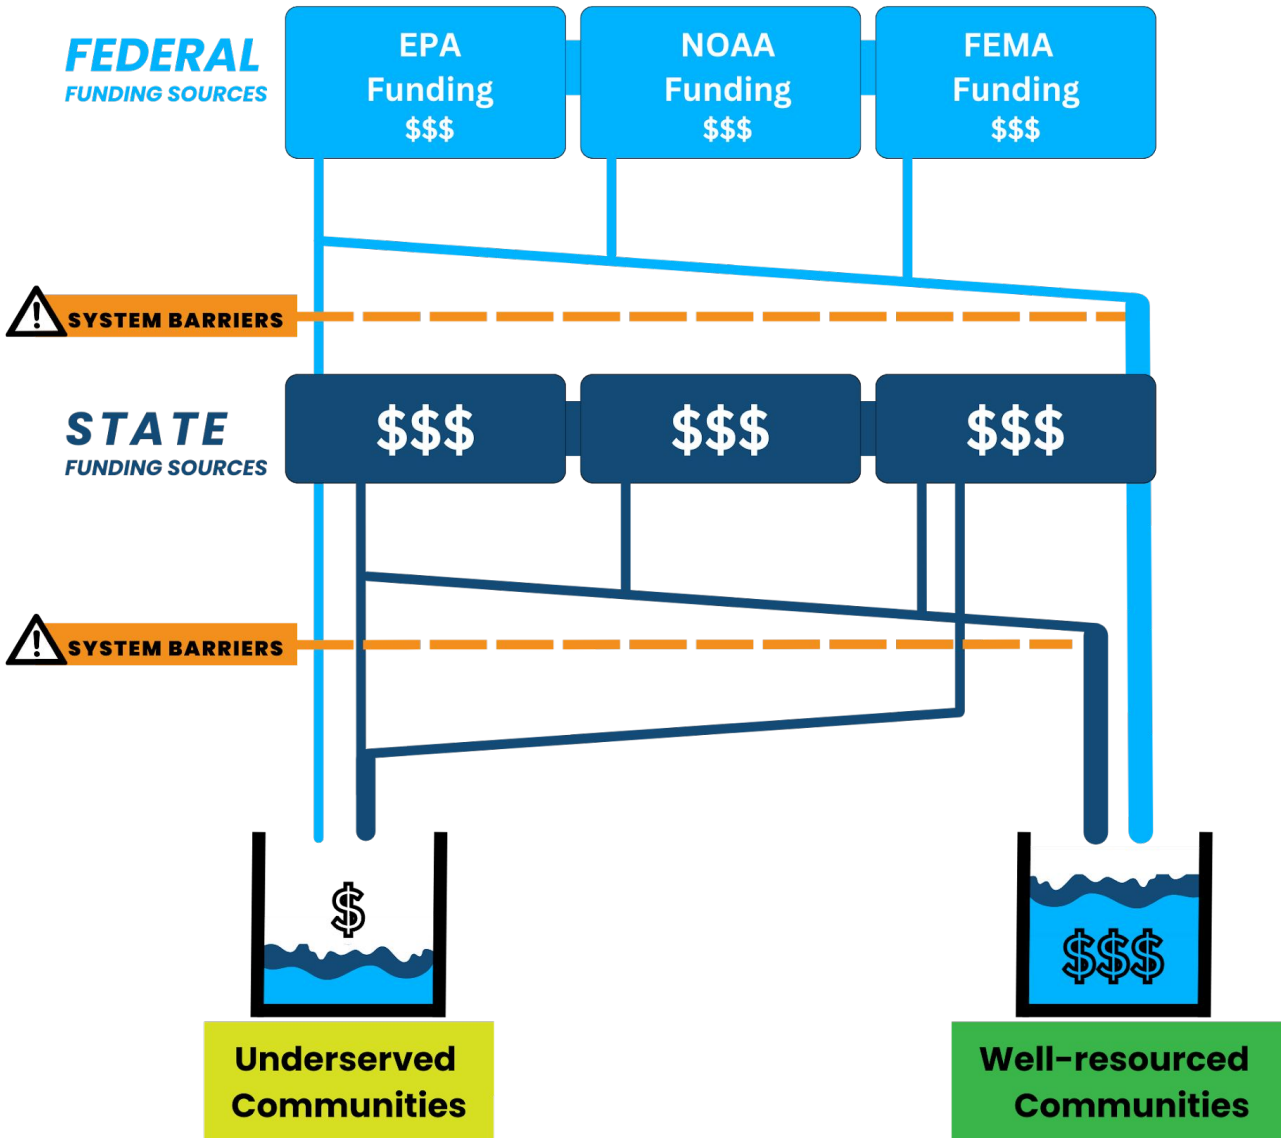 FEDERAL
FUNDING SOURCES
EPA
Funding
$$$
NOAA
Funding
$$$
FEMA
Funding
$$$
SYSTEM BARRIERS
STATE
FUNDING SOURCES
$$$
$$$
$$$
SYSTEM BARRIERS
$
$$$
Underserved
Communities
Well-resourced
Communities